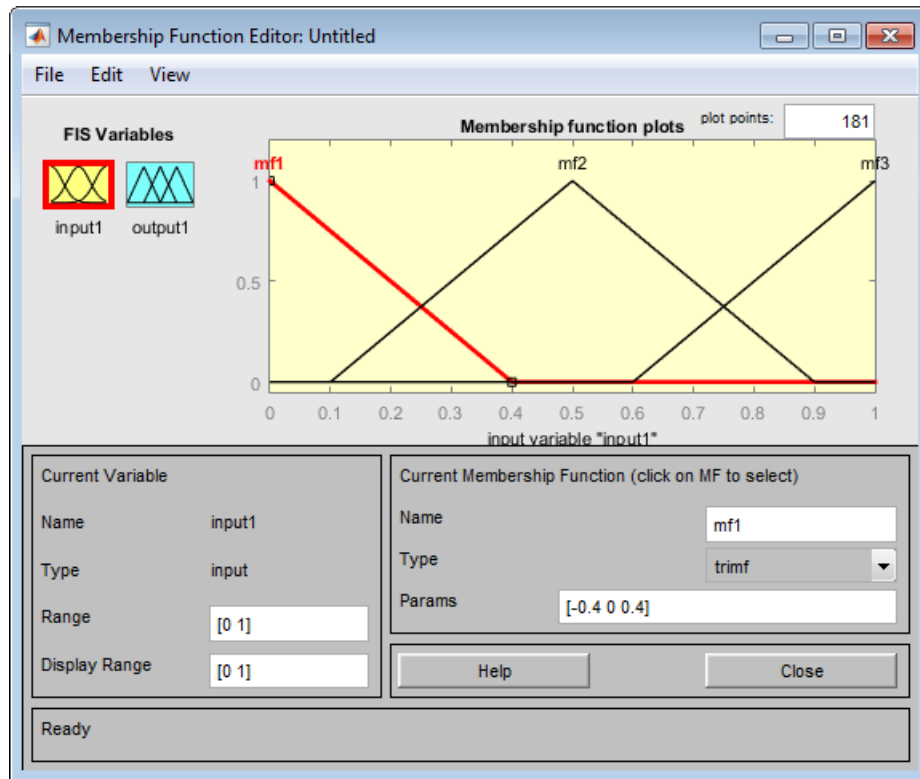 Membership Function Editor: Untitled
File Edit View
FIS Variables
input1 output1
Membership function plots plot points: 181
mf1 mf2 mf3
1
0.5
0
0 0.1 0.2 0.3 0.4 0.5 0.6 0.7 0.8 0.9 1
input variable "input1"
Current Variable
Name input1
Type input
Range [0 1]
Display Range [0 1]
Current Membership Function (click on MF to select)
Name mf1
Type trimf
Params [-0.4 0 0.4]
Help Close
Ready